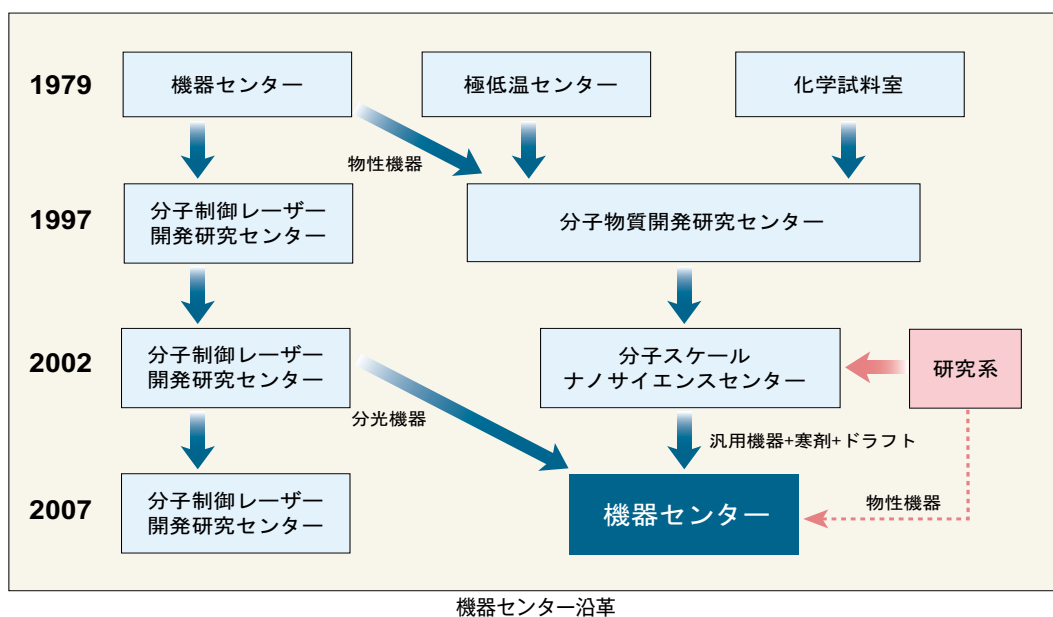 1979
機器センター
極低温センター
化学試料室
物性機器
1997
分子制御レーザー
開発研究センター
分子物質開発研究センター
2002
分子制御レーザー
開発研究センター
分子スケール
ナノサイエンスセンター
研究系
分光機器
汎用機器+寒剤+ドラフト
2007
分子制御レーザー
開発研究センター
機器センター
物性機器
機器センター沿革